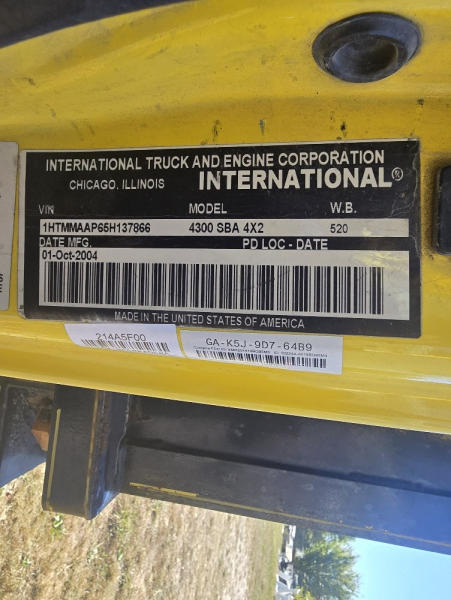 INTERNATIONAL TRUCK AND ENGINE CORPORATION
CHICAGO, ILLINOIS INTERNATIONAL®
VIN MODEL W.B.
1HTMMAAP65H137866 4300 SBA 4X2 520
DATE MFG. PD LOC - DATE
01-Oct-2004
MADE IN THE UNITED STATES OF AMERICA
214A5F00 GA-K5J-9D7-64B9